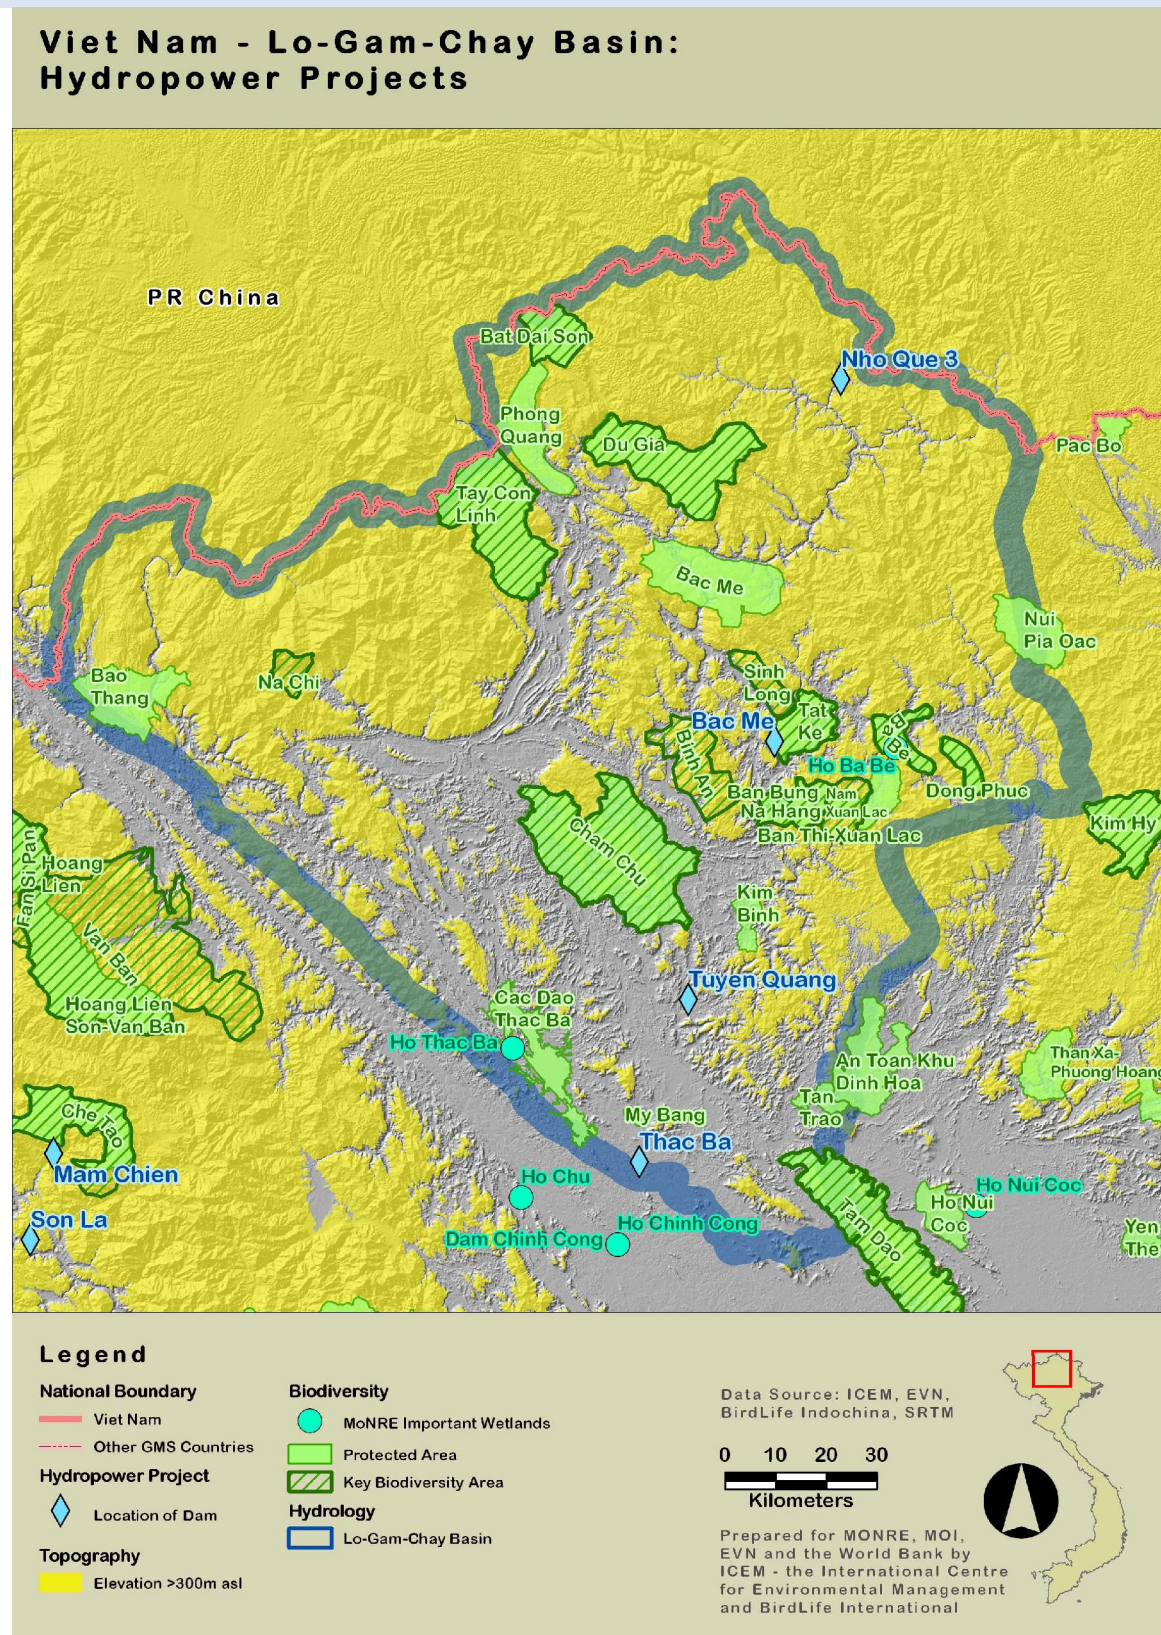 Viet Nam - Lo-Gam-Chay Basin:
Hydropower Projects
PR China
Bat Dai Son
Nho Que 3
Phong
Quang
Du Gia
Pac Bo
Tay Con
Linh
Bac Me
Nui
Pia Oac
Bao
Thang
Na Chi
Sinh
Long
Tat
Ke
Bac Me
Ba
Be
Binh An
Ho Ba Be
Dong Phuc
Ban Bung
Nam
Na Hang
Xuan Lac
Ban Thi-Xuan Lac
Kim Hy
Cham Chu
Fan Si Pan
Hoang
Lien
Kim
Binh
Van Ban
Tuyen Quang
Hoang Lien
Son-Van Ban
Cac Dao
Thac Ba
Ho Thac Ba
An Toan Khu
Dinh Hoa
Than Xa-
Phuong Hoang
Tan
Trao
Che Tao
My Bang
Thac Ba
Mam Chien
Ho Chu
Ho Nui Coc
Ho Nui
Coc
Son La
Ho Chinh Cong
Dam Chinh Cong
Tam Dao
Yen
The
Legend
National Boundary
Viet Nam
Other GMS Countries
Hydropower Project
Location of Dam
Topography
Elevation >300m asl
Biodiversity
MoNRE Important Wetlands
Protected Area
Key Biodiversity Area
Hydrology
Lo-Gam-Chay Basin
Data Source: ICEM, EVN,
BirdLife Indochina, SRTM
0 10 20 30
Kilometers
Prepared for MONRE, MOI,
EVN and the World Bank by
ICEM - the International Centre
for Environmental Management
and BirdLife International